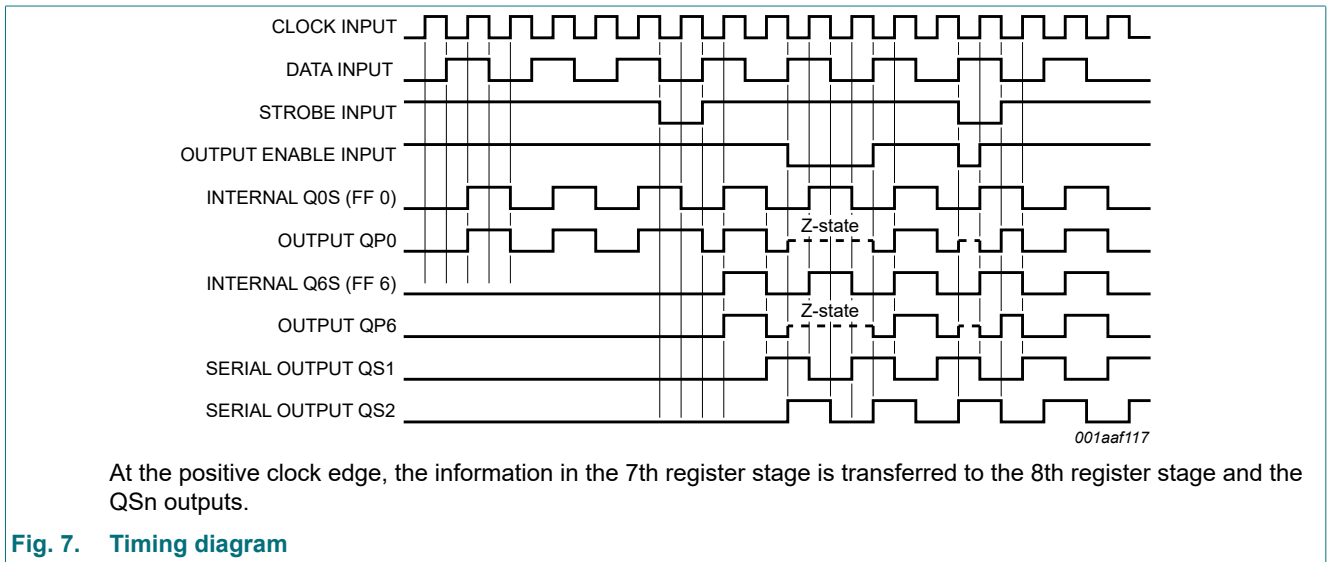 CLOCK INPUT
DATA INPUT
STROBE INPUT
OUTPUT ENABLE INPUT
INTERNAL Q0S (FF 0)
Z-state
OUTPUT QP0
INTERNAL Q6S (FF 6)
Z-state
OUTPUT QP6
SERIAL OUTPUT QS1
SERIAL OUTPUT QS2
001aaf117
At the positive clock edge, the information in the 7th register stage is transferred to the 8th register stage and the
QSn outputs.
Fig. 7. Timing diagram